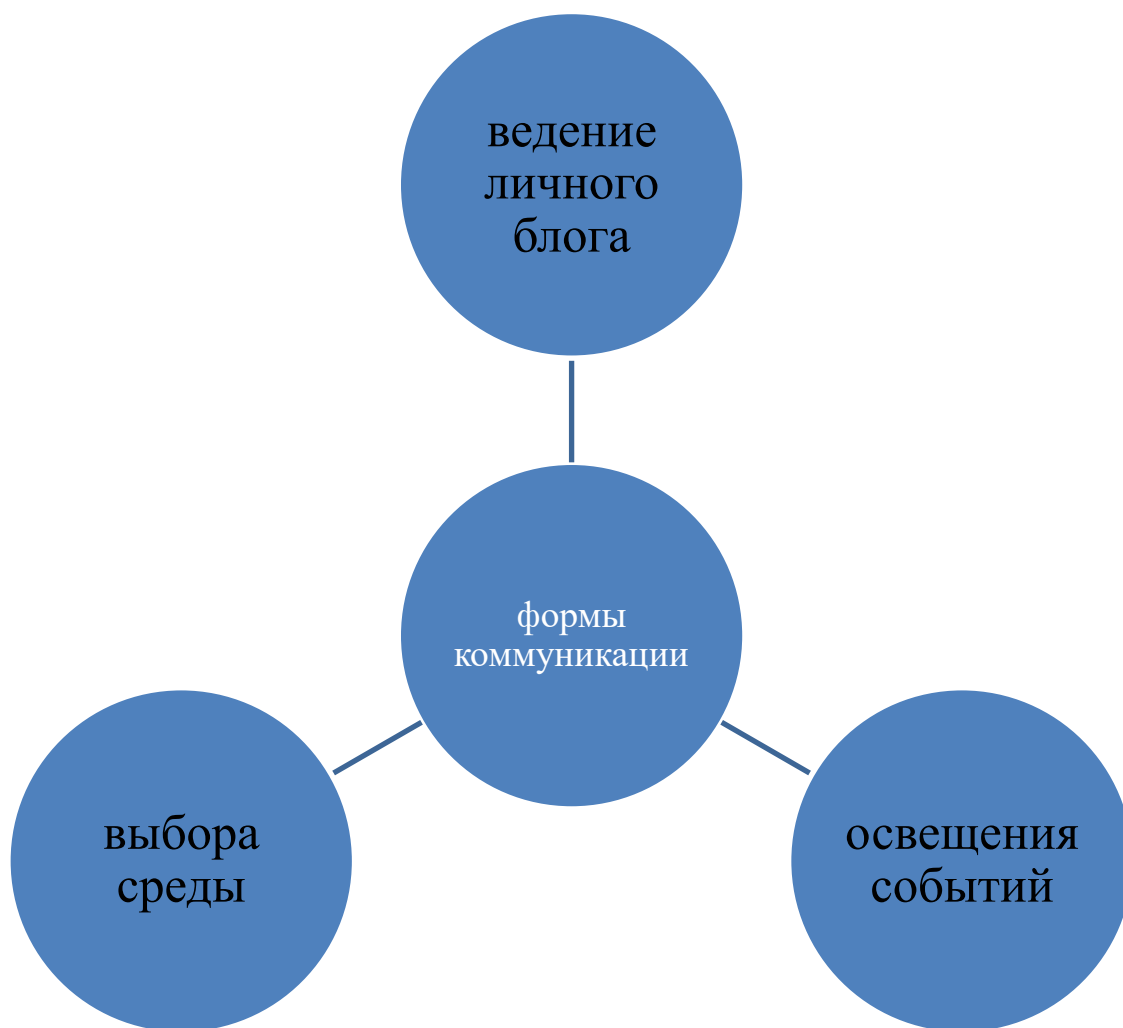 ведение
личного
блога
формы
коммуникации
выбора
среды
освещения
событий